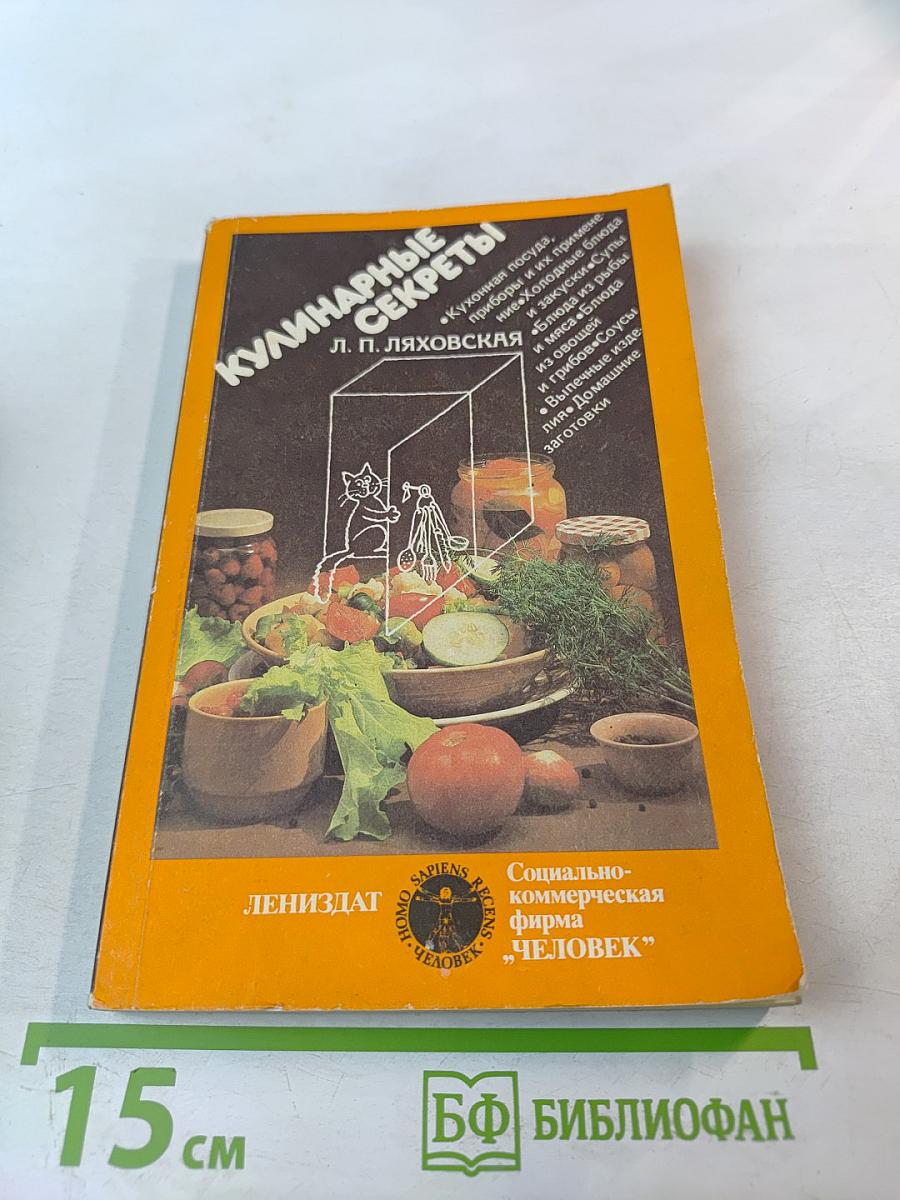 КУЛИНАРНЫЕ
СЕКРЕТЫ
Л. П. ЛЯХОВСКАЯ
•Кухонная посуда,
приборы и их примене-
ние•Холодные блюда
и закуски•Супы
•Блюда из рыбы
и мяса•Блюда
из овощей
и грибов•Соусы
•Выпечные изде-
лия•Домашние
заготовки
ЛЕНИЗДАТ
HOMO SAPIENS RECENS
•ЧЕЛОВЕК•
Социально-
коммерческая
фирма
„ЧЕЛОВЕК”
15 см
БФ БИБЛИОФАН